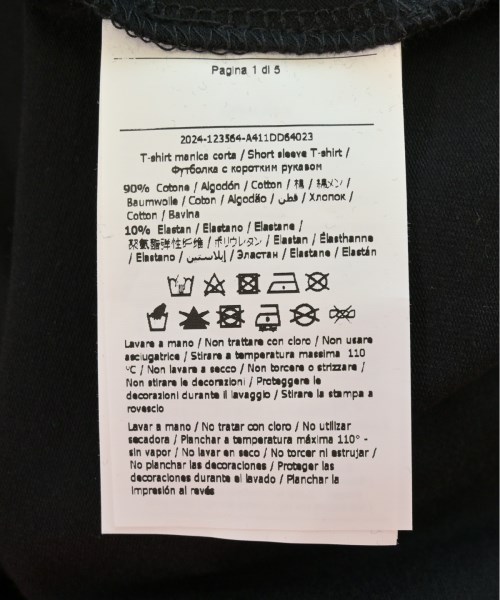 Pagina 1 di 5
2024-123564-A411DD64023
T-shirt manica corta / Short sleeve T-shirt /
Футболка с коротким рукавом
90% Cotone / Algodón / Cotton / 棉 / 綿メン /
Baumwolle / Coton / Algodão / قطن / Хлопок /
Cotton / Bavlna
10% Elastan / Elastano / Elastane /
聚氨酯弹性纤维 / ポリウレタン / Elastan / Élasthanne
/ Elastano / إيلاستين / Эластан / Elastane / Elastán
Lavare a mano / Non trattare con cloro / Non usare
asciugatrice / Stirare a temperatura massima 110
°C / Non lavare a secco / Non torcere o strizzare /
Non stirare le decorazioni / Proteggere le
decorazioni durante il lavaggio / Stirare la stampa a
rovescio
Lavar a mano / No tratar con cloro / No utilizar
secadora / Planchar a temperatura máxima 110° -
sin vapor / No lavar en seco / No torcer ni estrujar /
No planchar las decoraciones / Proteger las
decoraciones durante el lavado / Planchar la
impresión al revés